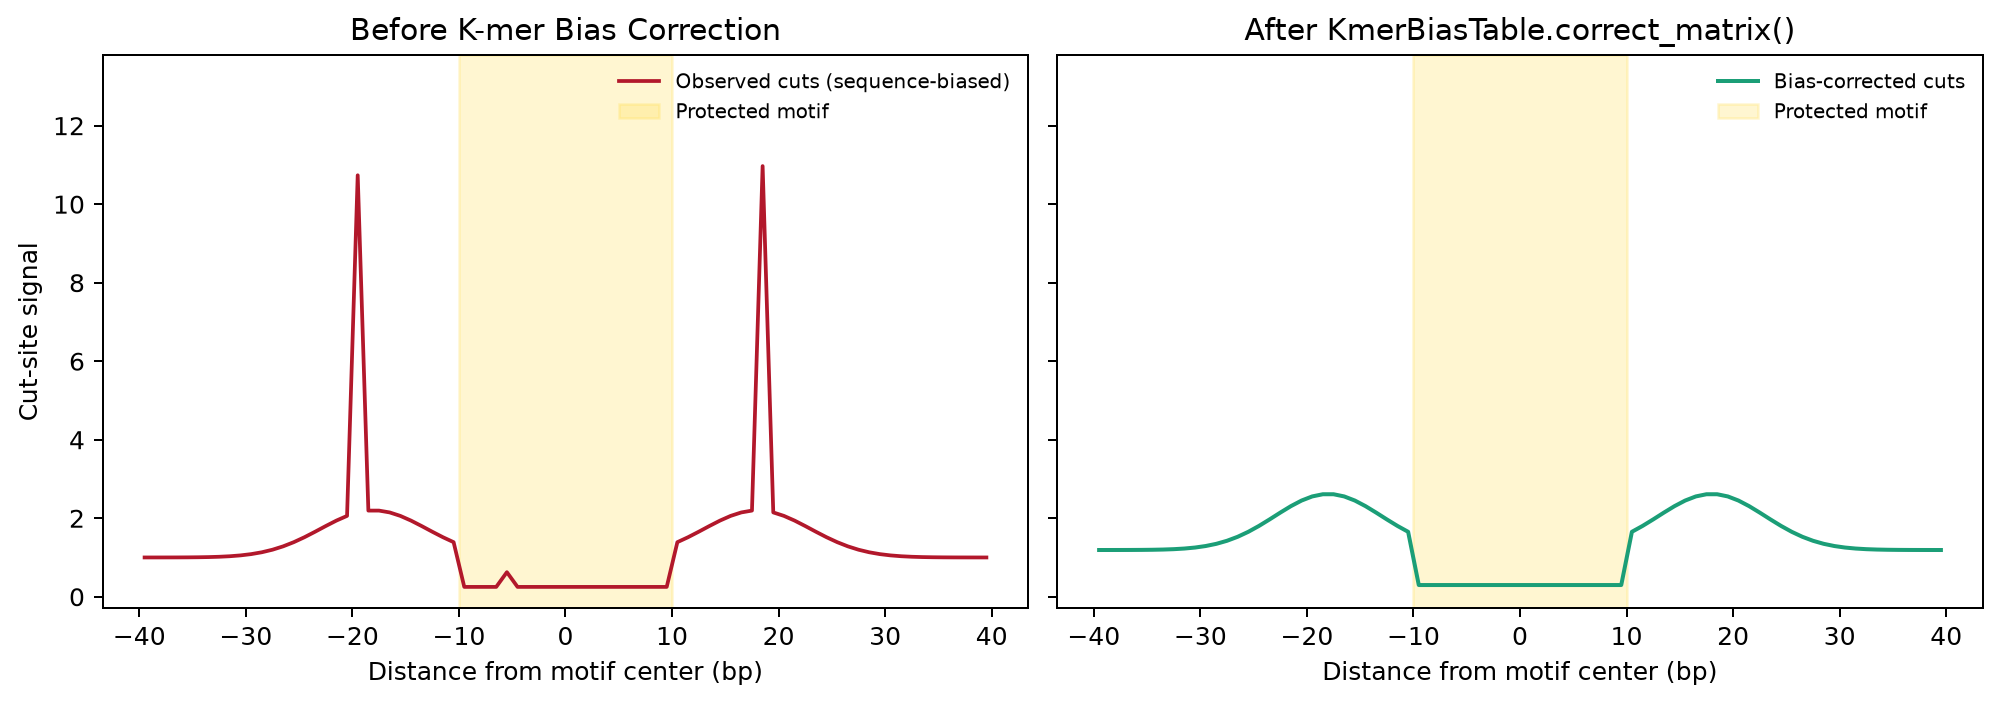 Before K-mer Bias Correction
Observed cuts (sequence-biased)
Protected motif
Cut-site signal
12
10
8
6
4
2
0
−40 −30 −20 −10 0 10 20 30 40
Distance from motif center (bp)
After KmerBiasTable.correct_matrix()
Bias-corrected cuts
Protected motif
−40 −30 −20 −10 0 10 20 30 40
Distance from motif center (bp)